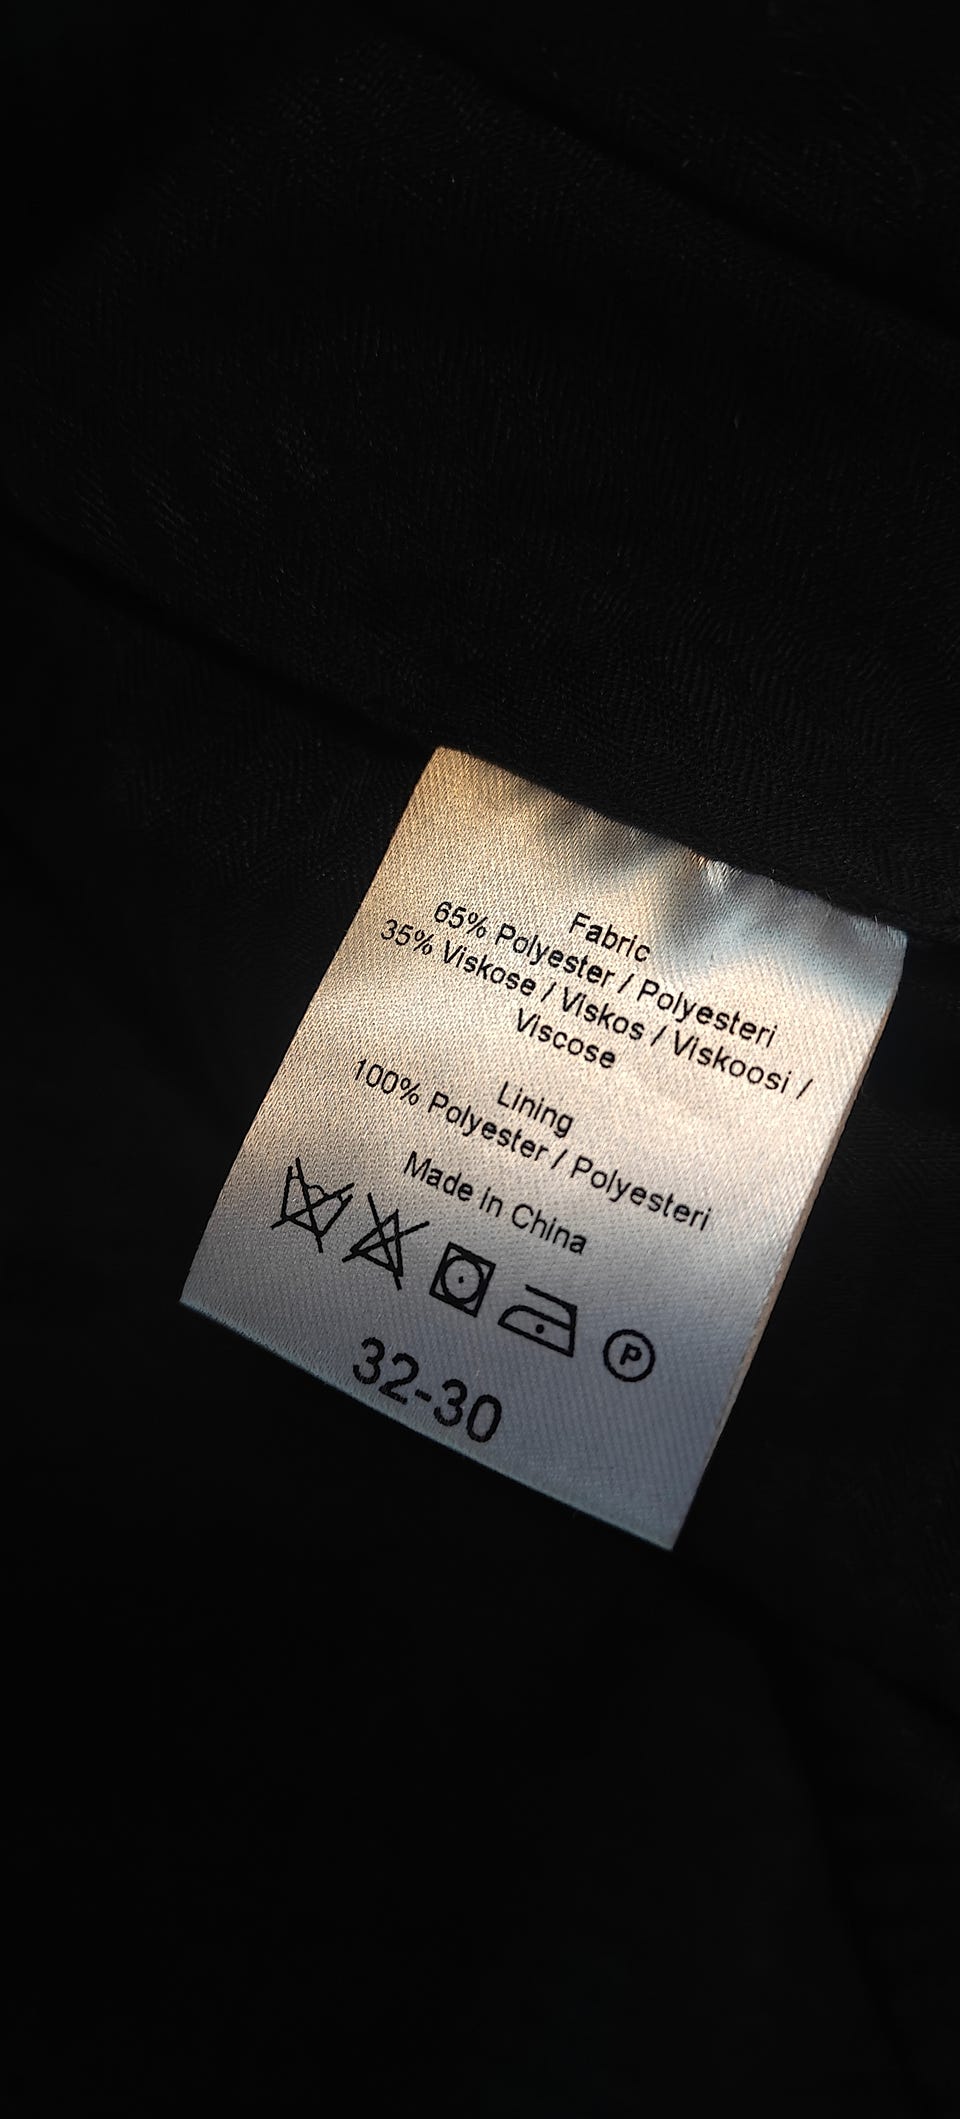 Fabric
65% Polyester / Polyesteri
35% Viskose / Viskos / Viskoosi /
Viscose
Lining
100% Polyester / Polyesteri
Made in China
P
32-30